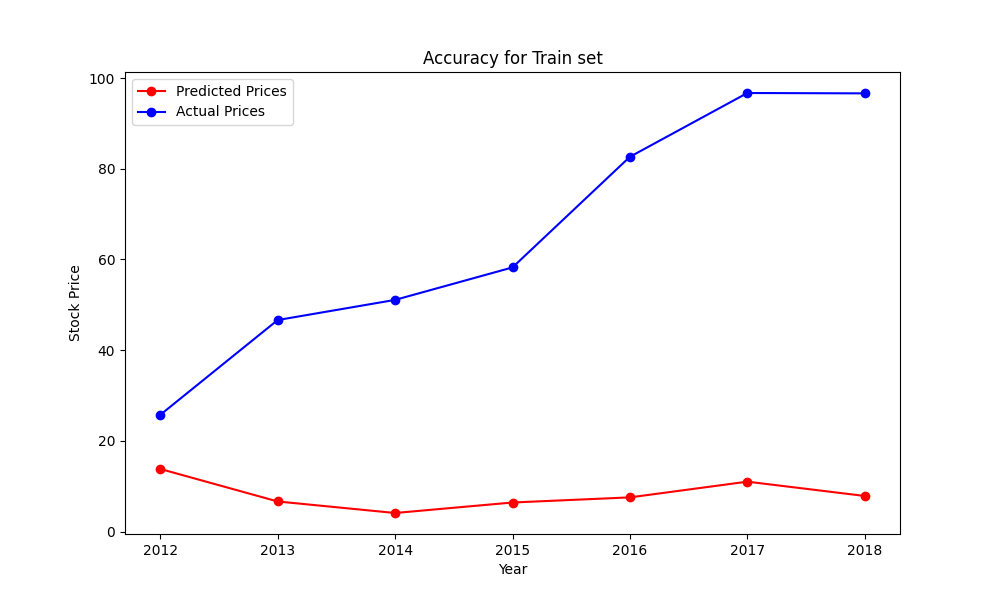 Accuracy for Train set
Predicted Prices
Actual Prices
Stock Price
100
80
60
40
20
0
2012 2013 2014 2015 2016 2017 2018
Year